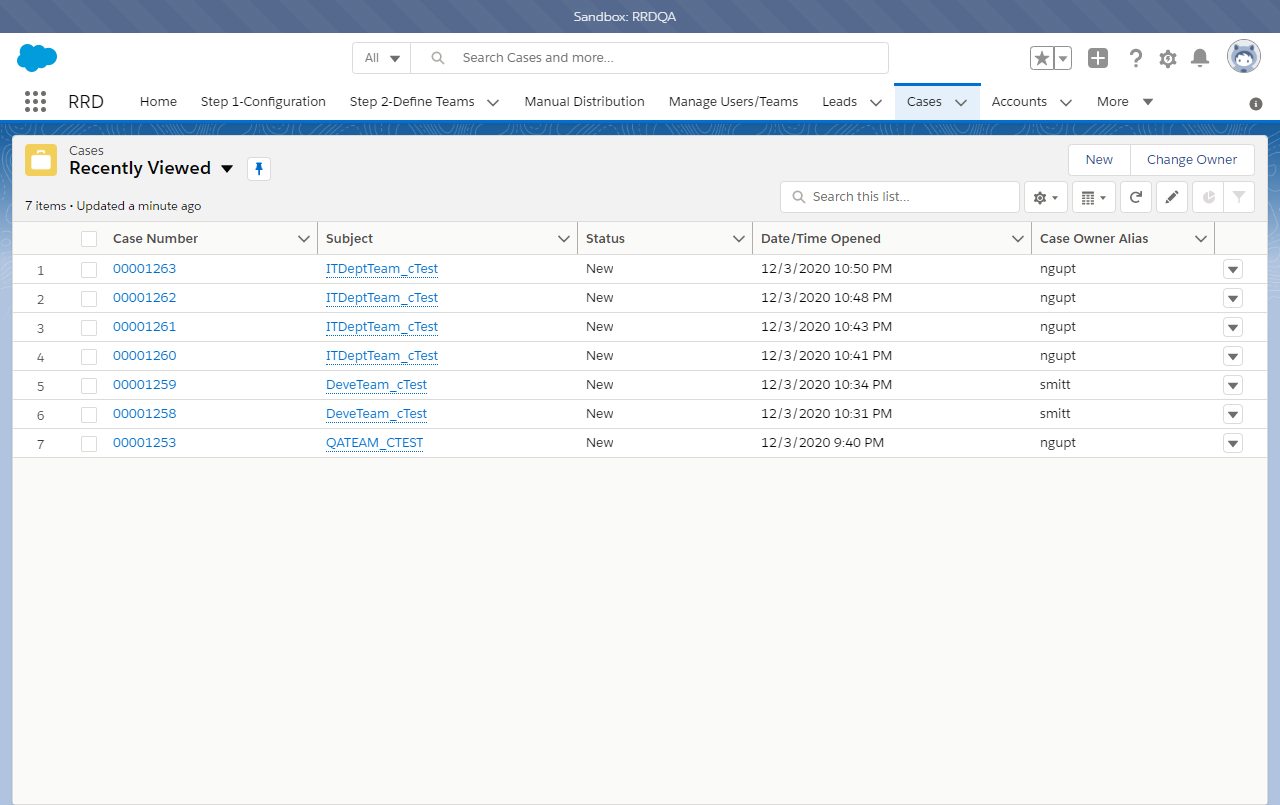 Sandbox: RRDQA
All Search Cases and more...
RRD Home Step 1-Configuration Step 2-Define Teams Manual Distribution Manage Users/Teams Leads Cases Accounts More
Cases
Recently Viewed
New Change Owner
7 items • Updated a minute ago
Search this list...
Case Number Subject Status Date/Time Opened Case Owner Alias
1 00001263 ITDeptTeam_cTest New 12/3/2020 10:50 PM ngupt
2 00001262 ITDeptTeam_cTest New 12/3/2020 10:48 PM ngupt
3 00001261 ITDeptTeam_cTest New 12/3/2020 10:43 PM ngupt
4 00001260 ITDeptTeam_cTest New 12/3/2020 10:41 PM ngupt
5 00001259 DeveTeam_cTest New 12/3/2020 10:34 PM smitt
6 00001258 DeveTeam_cTest New 12/3/2020 10:31 PM smitt
7 00001253 QATEAM_CTEST New 12/3/2020 9:40 PM ngupt